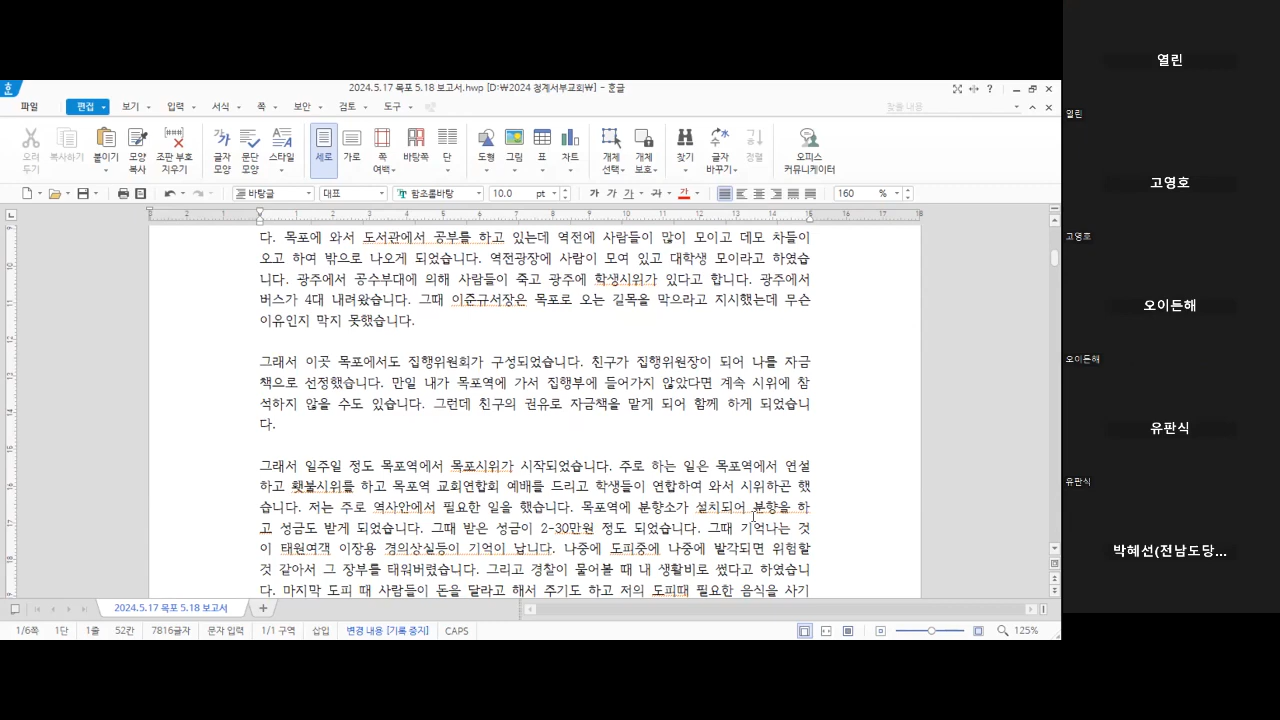 2024.5.17 목포 5.18 보고서.hwp [D:₩2024 청계서부교회₩] - 한글
파일 편집 보기 입력 서식 쪽 보안 검토 도구 찾을 내용
오려 두기 복사하기 붙이기 모양 복사 조판 부호 지우기 글자 모양 문단 모양 스타일 세로 가로 쪽 여백 바탕쪽 단 도형 그림 표 차트 개체 선택 개체 보호 찾기 글자 바꾸기 정렬 오피스 커뮤니케이터
바탕글 대표 함초롬바탕 10.0 pt 가 가 가 가 가 160 %
다. 목포에 와서 도서관에서 공부를 하고 있는데 역전에 사람들이 많이 모이고 데모 차들이
오고 하여 밖으로 나오게 되었습니다. 역전광장에 사람이 모여 있고 대학생 모이라고 하였습
니다. 광주에서 공수부대에 의해 사람들이 죽고 광주에 학생시위가 있다고 합니다. 광주에서
버스가 4대 내려왔습니다. 그때 이준규서장은 목포로 오는 길목을 막으라고 지시했는데 무슨
이유인지 막지 못했습니다.
그래서 이곳 목포에서도 집행위원회가 구성되었습니다. 친구가 집행위원장이 되어 나를 자금
책으로 선정했습니다. 만일 내가 목포역에 가서 집행부에 들어가지 않았다면 계속 시위에 참
석하지 않을 수도 있습니다. 그런데 친구의 권유로 자금책을 맡게 되어 함께 하게 되었습니
다.
그래서 일주일 정도 목포역에서 목포시위가 시작되었습니다. 주로 하는 일은 목포역에서 연설
하고 횃불시위를 하고 목포역 교회연합회 예배를 드리고 학생들이 연합하여 와서 시위하곤 했
습니다. 저는 주로 역사안에서 필요한 일을 했습니다. 목포역에 분향소가 설치되어 분향을 하
고 성금도 받게 되었습니다. 그때 받은 성금이 2-30만원 정도 되었습니다. 그때 기억나는 것
이 태원여객 이장용 경의상실등이 기억이 납니다. 나중에 도피중에 나중에 발각되면 위험할
것 같아서 그 장부를 태워버렸습니다. 그리고 경찰이 물어볼 때 내 생활비로 썼다고 하였습니
다. 마지막 도피 때 사람들이 돈을 달라고 해서 주기도 하고 저의 도피때 필요한 음식을 사기
2024.5.17 목포 5.18 보고서
1/6쪽 1단 1줄 52칸 7816글자 문자 입력 1/1 구역 삽입 변경 내용 [기록 중지] CAPS 125%
열린
열린
고영호
고영호
오이든해
오이든해
유판식
유판식
박혜선(전남도당...